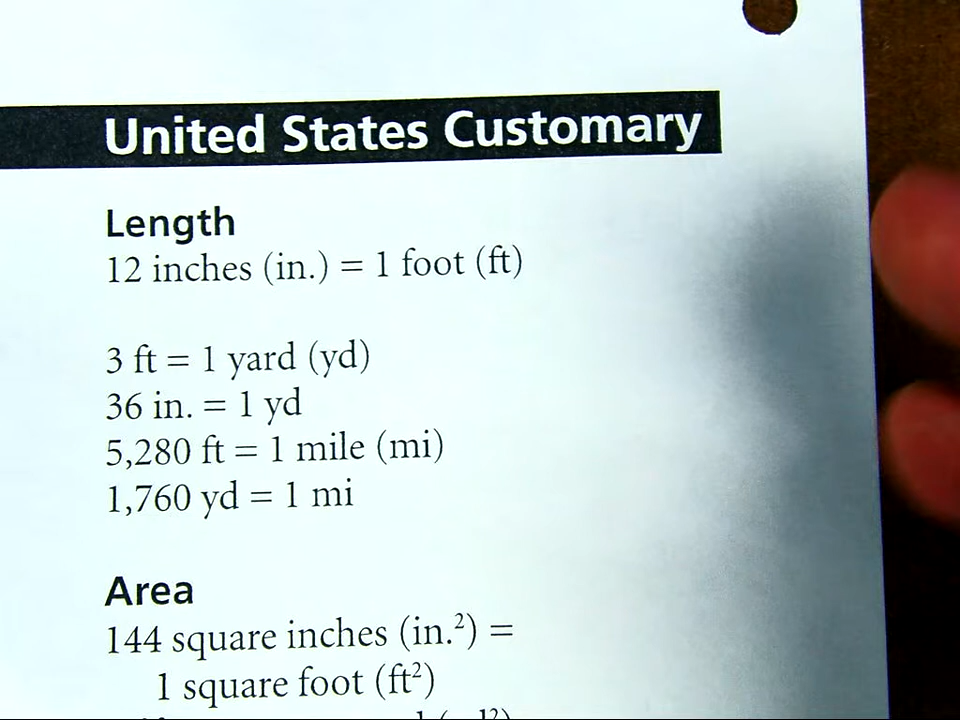 United States Customary
Length
12 inches (in.) = 1 foot (ft)
3 ft = 1 yard (yd)
36 in. = 1 yd
5,280 ft = 1 mile (mi)
1,760 yd = 1 mi
Area
144 square inches (in.²) =
1 square foot (ft²)